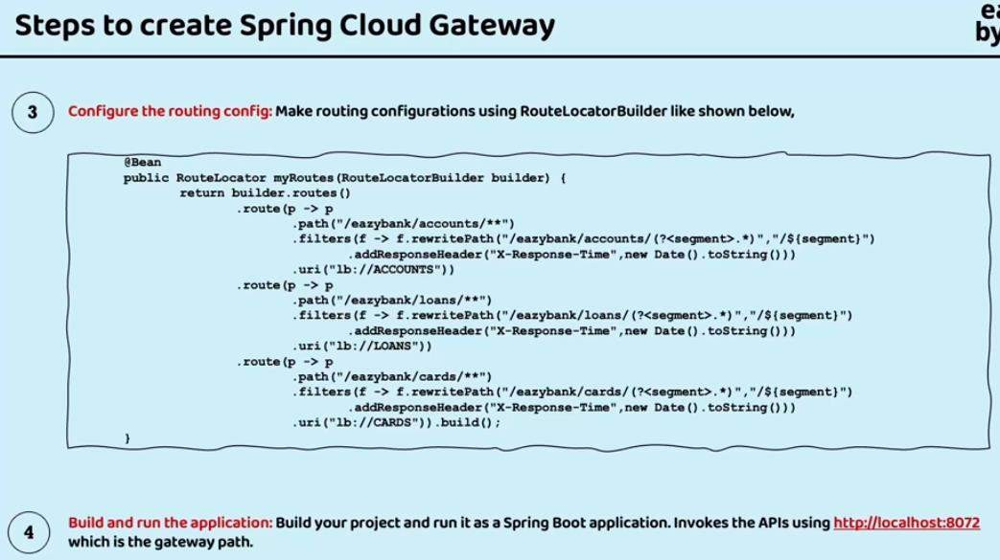 Steps to create Spring Cloud Gateway
3
Configure the routing config: Make routing configurations using RouteLocatorBuilder like shown below,
@Bean
public RouteLocator myRoutes(RouteLocatorBuilder builder) {
return builder.routes()
.route(p -> p
.path("/eazybank/accounts/**")
.filters(f -> f.rewritePath("/eazybank/accounts/(?<segment>.*)","/${segment}")
.addResponseHeader("X-Response-Time",new Date().toString()))
.uri("lb://ACCOUNTS"))
.route(p -> p
.path("/eazybank/loans/**")
.filters(f -> f.rewritePath("/eazybank/loans/(?<segment>.*)","/${segment}")
.addResponseHeader("X-Response-Time",new Date().toString()))
.uri("lb://LOANS"))
.route(p -> p
.path("/eazybank/cards/**")
.filters(f -> f.rewritePath("/eazybank/cards/(?<segment>.*)","/${segment}")
.addResponseHeader("X-Response-Time",new Date().toString()))
.uri("lb://CARDS")).build();
}
4
Build and run the application: Build your project and run it as a Spring Boot application. Invokes the APIs using http://localhost:8072
which is the gateway path.